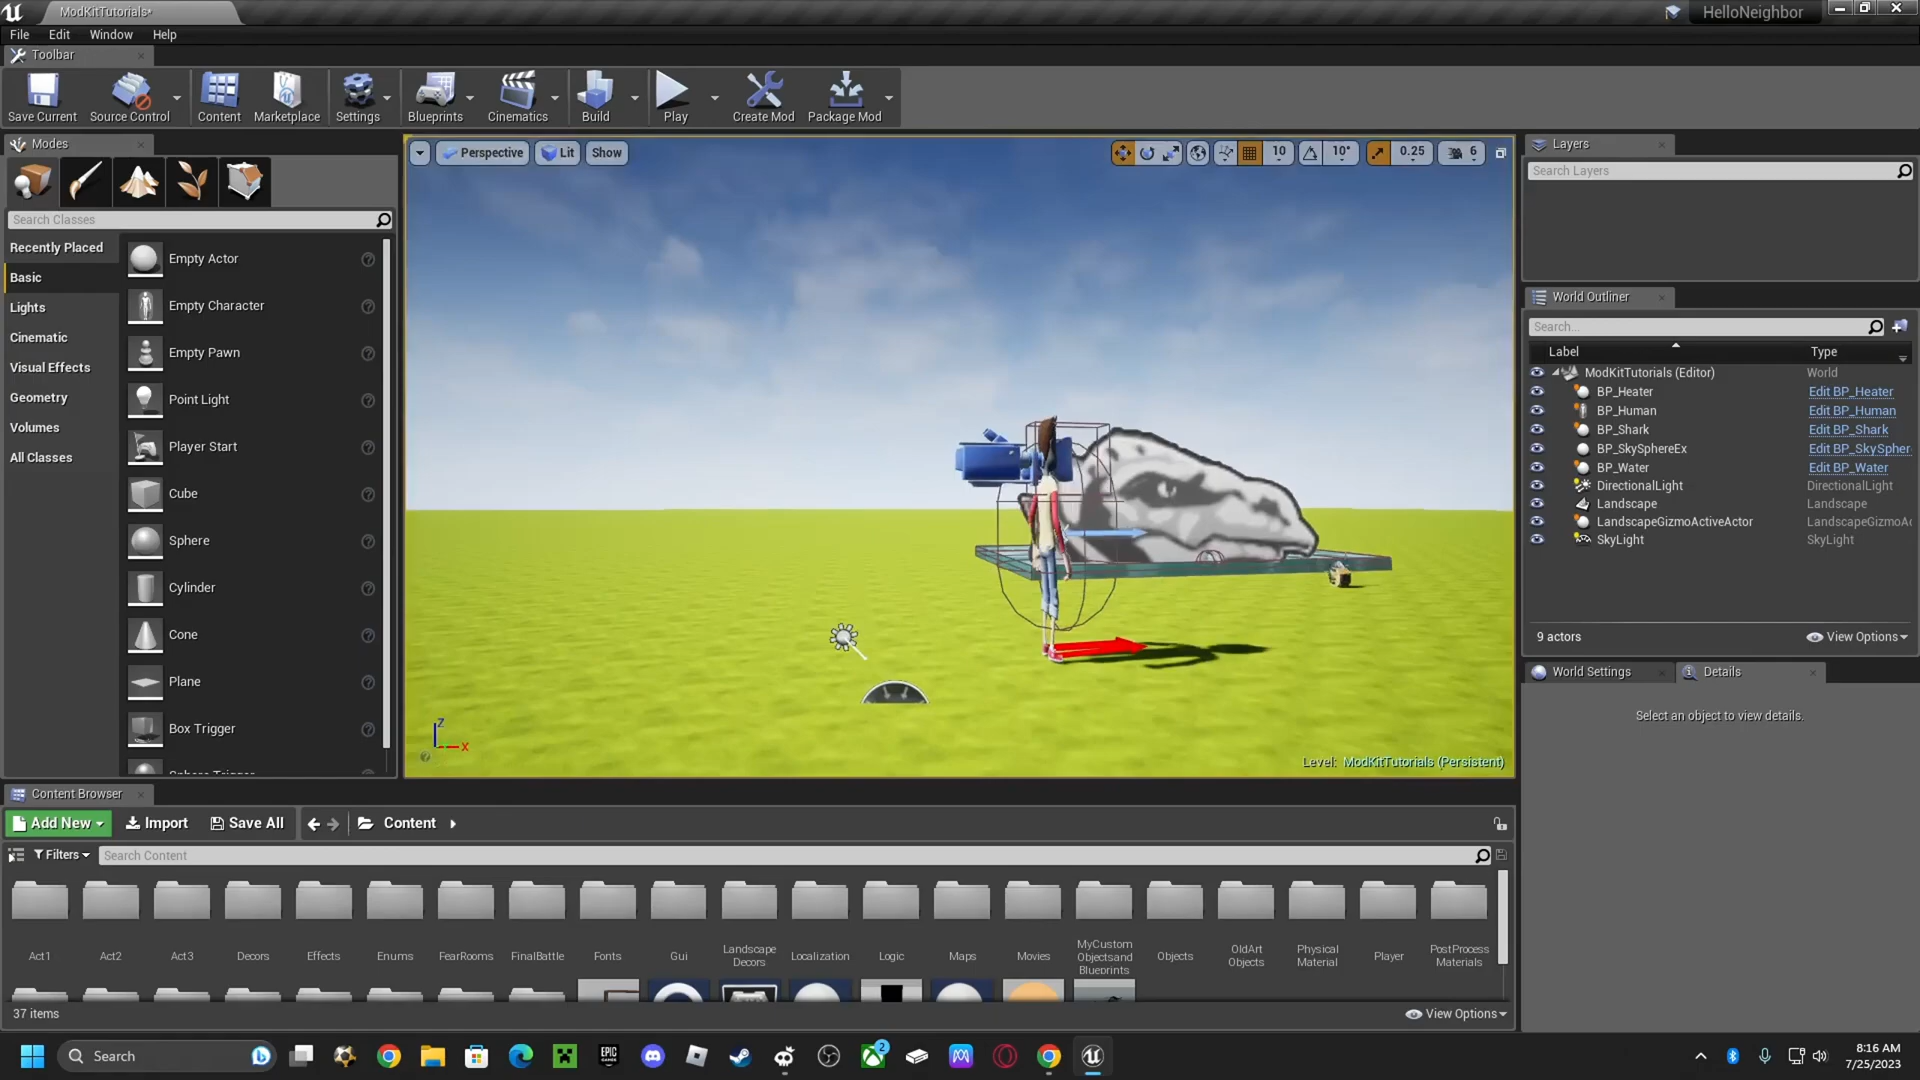 ModKitTutorials*
HelloNeighbor
File Edit Window Help
Toolbar
Save Current Source Control Content Marketplace Settings Blueprints Cinematics Build Play Create Mod Package Mod
Modes
Search Classes
Recently Placed
Basic
Lights
Cinematic
Visual Effects
Geometry
Volumes
All Classes
Empty Actor
Empty Character
Empty Pawn
Point Light
Player Start
Cube
Sphere
Cylinder
Cone
Plane
Box Trigger
Sphere Trigger
Perspective Lit Show
10 10° 0.25 6
Z
X
Level: ModKitTutorials (Persistent)
Layers
Search Layers
World Outliner
Search...
Label Type
ModKitTutorials (Editor) World
BP_Heater Edit BP_Heater
BP_Human Edit BP_Human
BP_Shark Edit BP_Shark
BP_SkySphereEx Edit BP_SkySpher
BP_Water Edit BP_Water
DirectionalLight DirectionalLight
Landscape Landscape
LandscapeGizmoActiveActor LandscapeGizmoAc
SkyLight SkyLight
9 actors View Options
World Settings Details
Select an object to view details.
Content Browser
Add New Import Save All Content
Filters Search Content
Act1 Act2 Act3 Decors Effects Enums FearRooms FinalBattle Fonts Gui Landscape Decors Localization Logic Maps Movies MyCustom Objectsand Blueprints Objects OldArt Objects Physical Material Player PostProcess Materials
37 items View Options
Search
EPIC GAMES
2
8:16 AM
7/25/2023